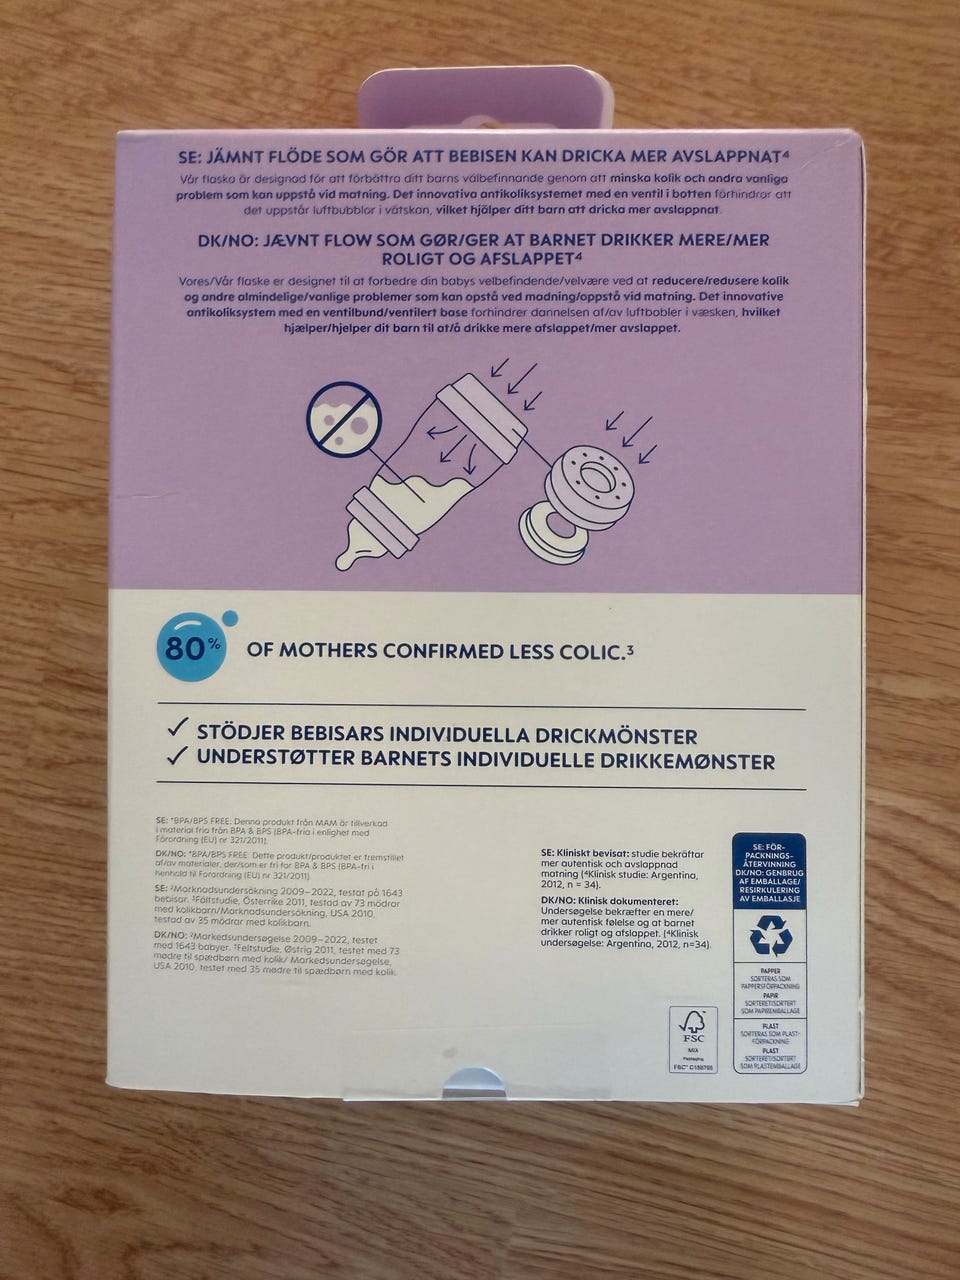 SE: JÄMNT FLÖDE SOM GÖR ATT BEBISEN KAN DRICKA MER AVSLAPPNAT⁴
Vår flaska är designad för att förbättra ditt barns välbefinnande genom att minska kolik och andra vanliga
problem som kan uppstå vid matning. Det innovativa antikoliksystemet med en ventil i botten förhindrar att
det uppstår luftbubblor i vätskan, vilket hjälper ditt barn att dricka mer avslappnat.
DK/NO: JÆVNT FLOW SOM GØR/GER AT BARNET DRIKKER MERE/MER
ROLIGT OG AFSLAPPET⁴
Vores/Vår flaske er designet til at forbedre din babys velbefindende/velvære ved at reducere/redusere kolik
og andre almindelige/vanlige problemer som kan opstå ved madning/oppstå vid matning. Det innovative
antikoliksystem med en ventilbund/ventilert base forhindrer dannelsen af/av luftbobler i væsken, hvilket
hjælper/hjelper dit barn til at/å drikke mere afslappet/mer avslappet.
80% OF MOTHERS CONFIRMED LESS COLIC.³
STÖDJER BEBISARS INDIVIDUELLA DRICKMÖNSTER
UNDERSTØTTER BARNETS INDIVIDUELLE DRIKKEMØNSTER
SE: *BPA/BPS FREE: Denna produkt från MAM är tillverkad
i material fria från BPA & BPS (BPA-fria i enlighet med
Förordning (EU) nr 321/2011).
DK/NO: *BPA/BPS FREE: Dette produkt/produktet er fremstillet
af/av materialer, der/som er fri for BPA & BPS (BPA-fri i
henhold til Forordning (EU) nr 321/2011).
SE: ²Marknadsundersökning 2009–2022, testat på 1643
bebisar. ³Fältstudie, Österrike 2011, testad av 73 mödrar
med kolikbarn/Marknadsundersökning, USA 2010,
testad av 35 mödrar med kolikbarn.
DK/NO: ²Markedsundersøgelse 2009–2022, testet
med 1643 babyer. ³Feltstudie, Østrig 2011, testet med 73
mødre til spædbørn med kolik/ Markedsundersøgelse,
USA 2010, testet med 35 mødre til spædbørn med kolik.
SE: Kliniskt bevisat: studie bekräftar
mer autentisk och avslappnad
matning (⁴Klinisk studie: Argentina,
2012, n = 34).
DK/NO: Klinisk dokumenteret:
Undersøgelse bekræfter en mere/
mer autentisk følelse og at barnet
drikker roligt og afslappet. (⁴Klinisk
undersøgelse: Argentina, 2012, n=34).
SE: FÖR-
PACKNINGS-
ÅTERVINNING
DK/NO: GENBRUG
AF EMBALLAGE/
RESIRKULERING
AV EMBALLASJE
PAPPER
SORTERAS SOM
PAPPERSFÖRPACKNING
PAPIR
SORTERET/SORTERT
SOM PAPIREMBALLAGE
PLAST
SORTERAS SOM PLAST-
FÖRPACKNING
PLAST
SORTERET/SORTERT
SOM PLASTEMBALLAGE
FSC
MIX
Packaging